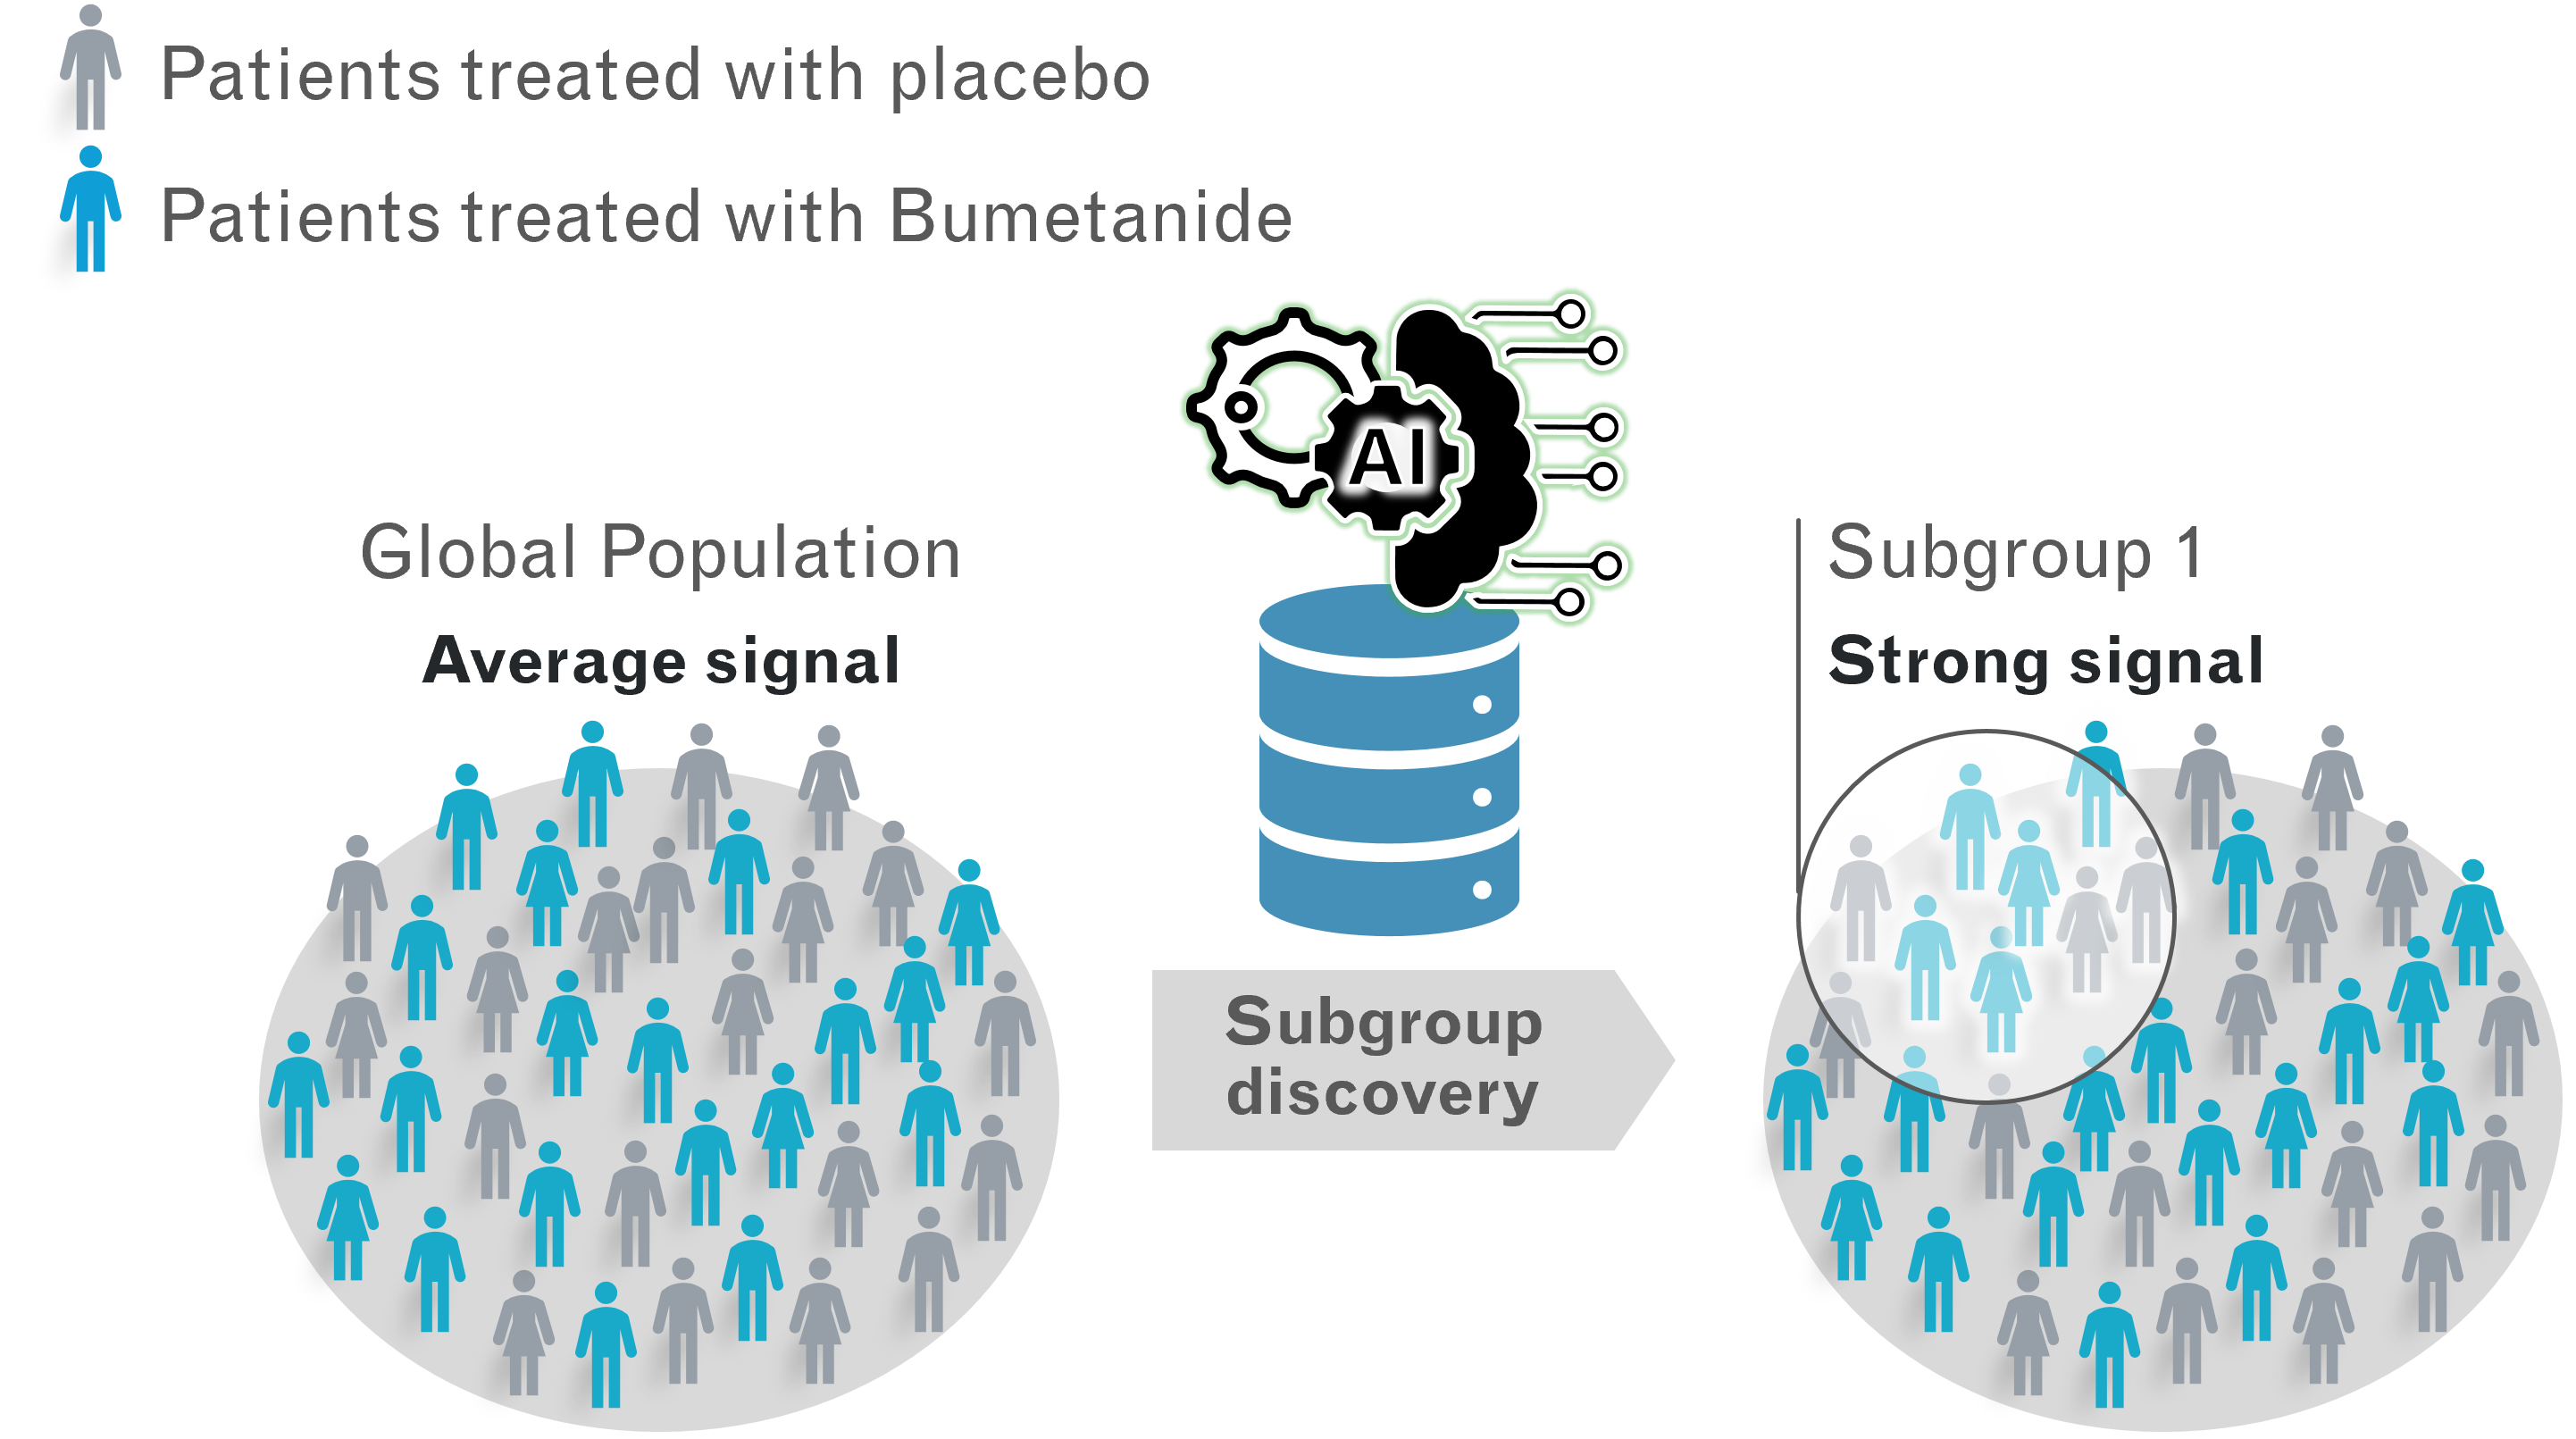 Patients treated with placebo
Patients treated with Bumetanide
AI
Global Population
Average signal
Subgroup
discovery
Subgroup 1
Strong signal